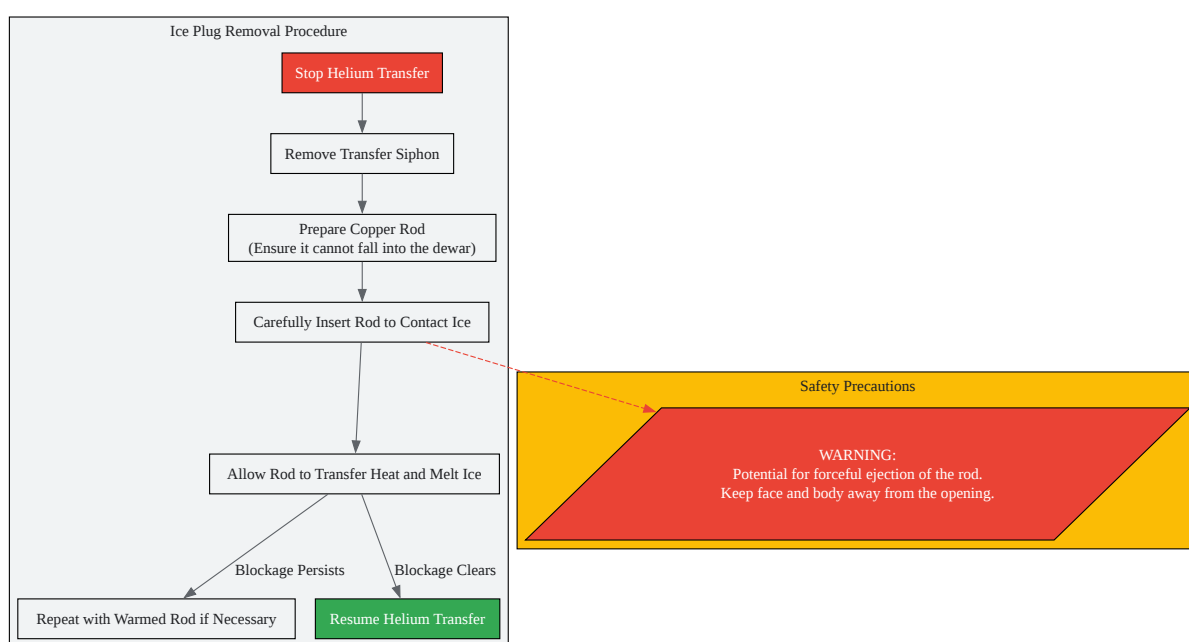 Ice Plug Removal Procedure
Stop Helium Transfer
Remove Transfer Siphon
Prepare Copper Rod
(Ensure it cannot fall into the dewar)
Carefully Insert Rod to Contact Ice
Safety Precautions
WARNING:
Potential for forceful ejection of the rod.
Keep face and body away from the opening.
Allow Rod to Transfer Heat and Melt Ice
Blockage Persists
Blockage Clears
Repeat with Warmed Rod if Necessary
Resume Helium Transfer